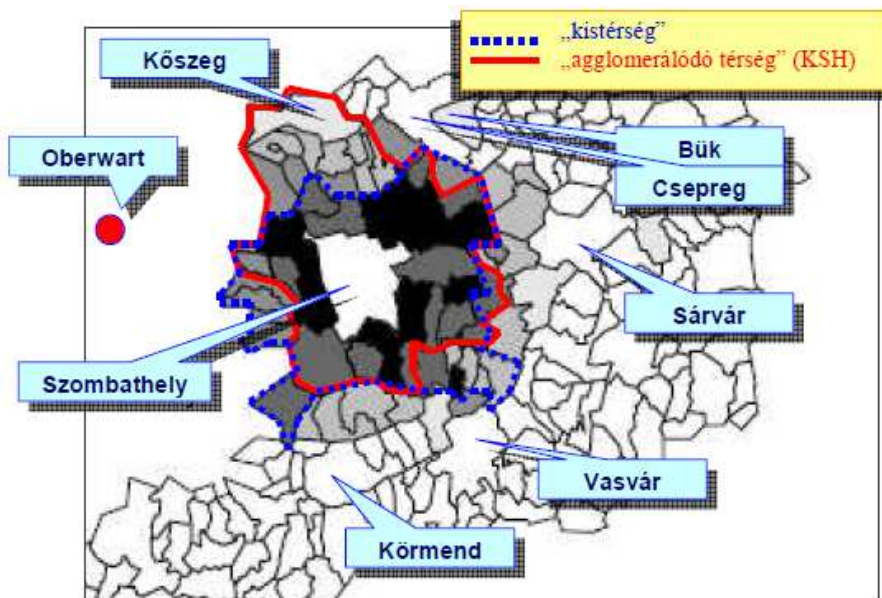 „kistérség”
„agglomerálódó térség” (KSH)
Kőszeg
Oberwart
Bük
Csepreg
Sárvár
Szombathely
Vasvár
Körmend